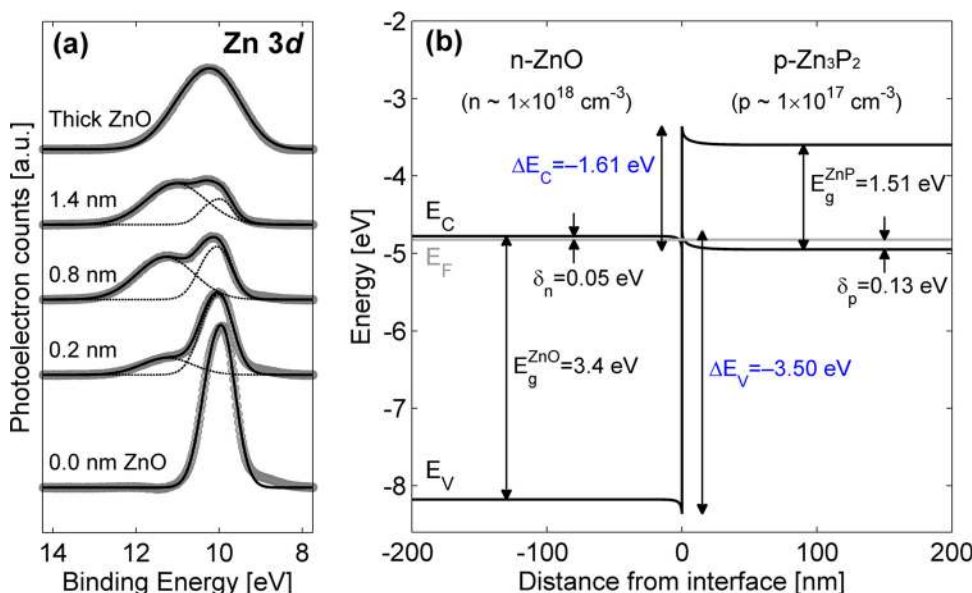 (a) Zn 3d
Thick ZnO
1.4 nm
0.8 nm
0.2 nm
0.0 nm ZnO
Photoelectron counts [a.u.]
14 12 10 8
Binding Energy [eV]
(b)
n-ZnO
(n ~ 1×10¹⁸ cm⁻³)
p-Zn₃P₂
(p ~ 1×10¹⁷ cm⁻³)
ΔE_C=−1.61 eV
E_g^ZnP=1.51 eV
E_C
E_F
δ_n=0.05 eV
δ_p=0.13 eV
E_g^ZnO=3.4 eV
ΔE_V=−3.50 eV
E_V
Energy [eV]
-2
-3
-4
-5
-6
-7
-8
-200 -100 0 100 200
Distance from interface [nm]